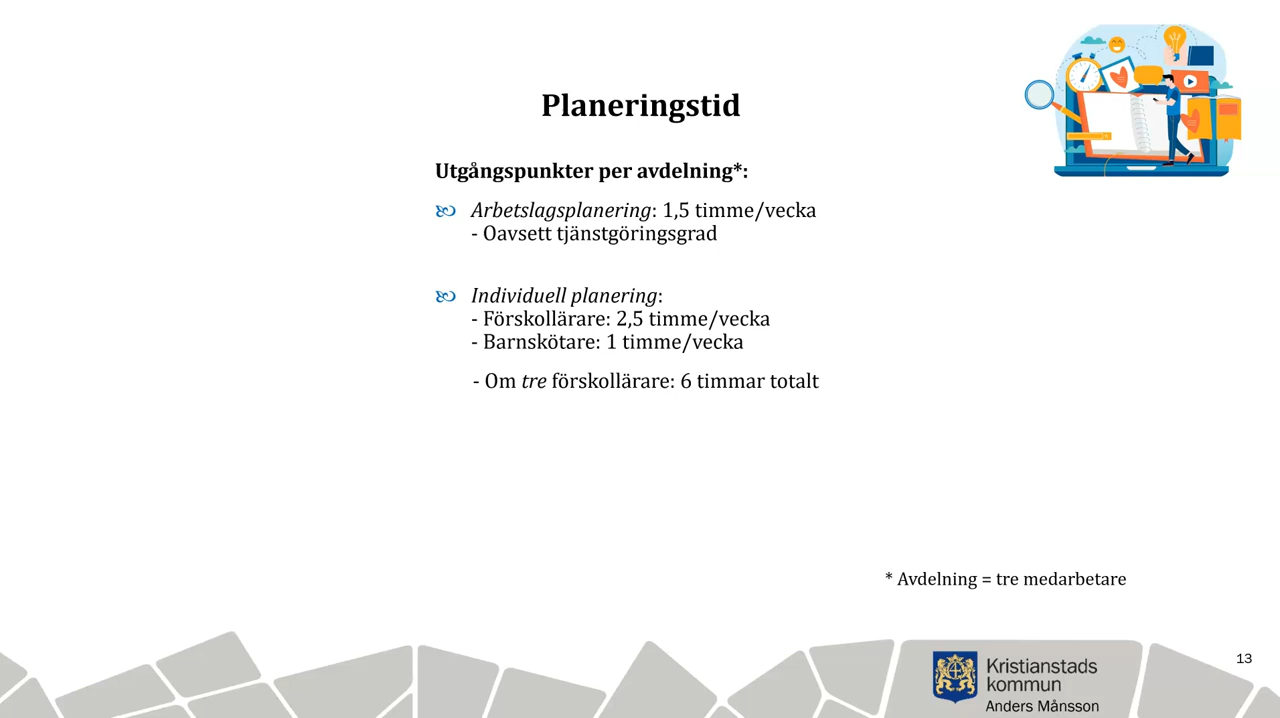 Planeringstid
Utgångspunkter per avdelning*:
Arbetslagsplanering: 1,5 timme/vecka
- Oavsett tjänstgöringsgrad
Individuell planering:
- Förskollärare: 2,5 timme/vecka
- Barnskötare: 1 timme/vecka
- Om tre förskollärare: 6 timmar totalt
* Avdelning = tre medarbetare
13
Kristianstads
kommun
Anders Månsson